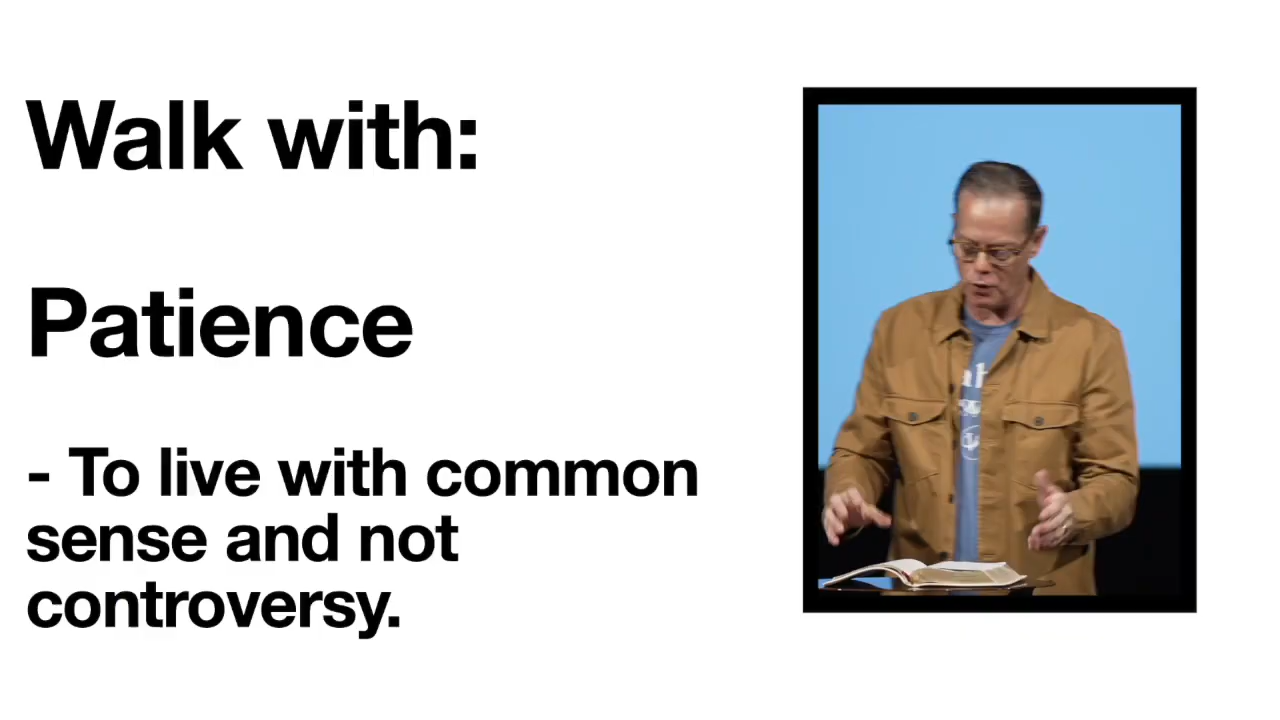 Walk with:
Patience
- To live with common
sense and not
controversy.